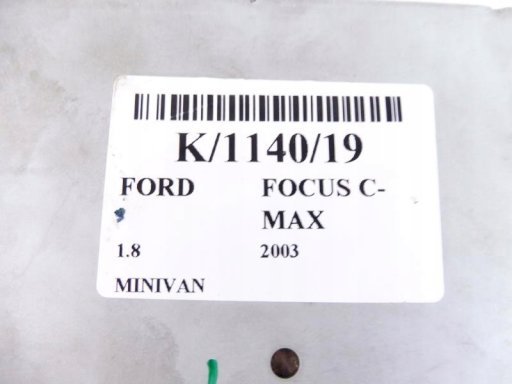 K/1140/19
FORD FOCUS C-
MAX
1.8 2003
MINIVAN